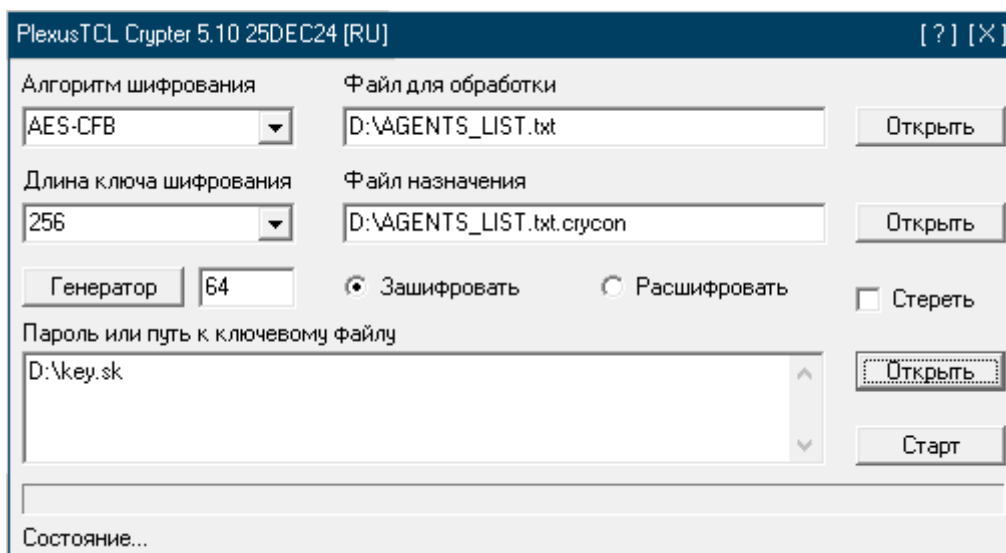 PlexusTCL Crypter 5.10 25DEC24 [RU] [ ? ] [X]
Алгоритм шифрования Файл для обработки
AES-CFB D:\AGENTS_LIST.txt Открыть
Длина ключа шифрования Файл назначения
256 D:\AGENTS_LIST.txt.crycon Открыть
Генератор 64 Зашифровать Расшифровать Стереть
Пароль или путь к ключевому файлу
D:\key.sk Открыть
Старт
Состояние...